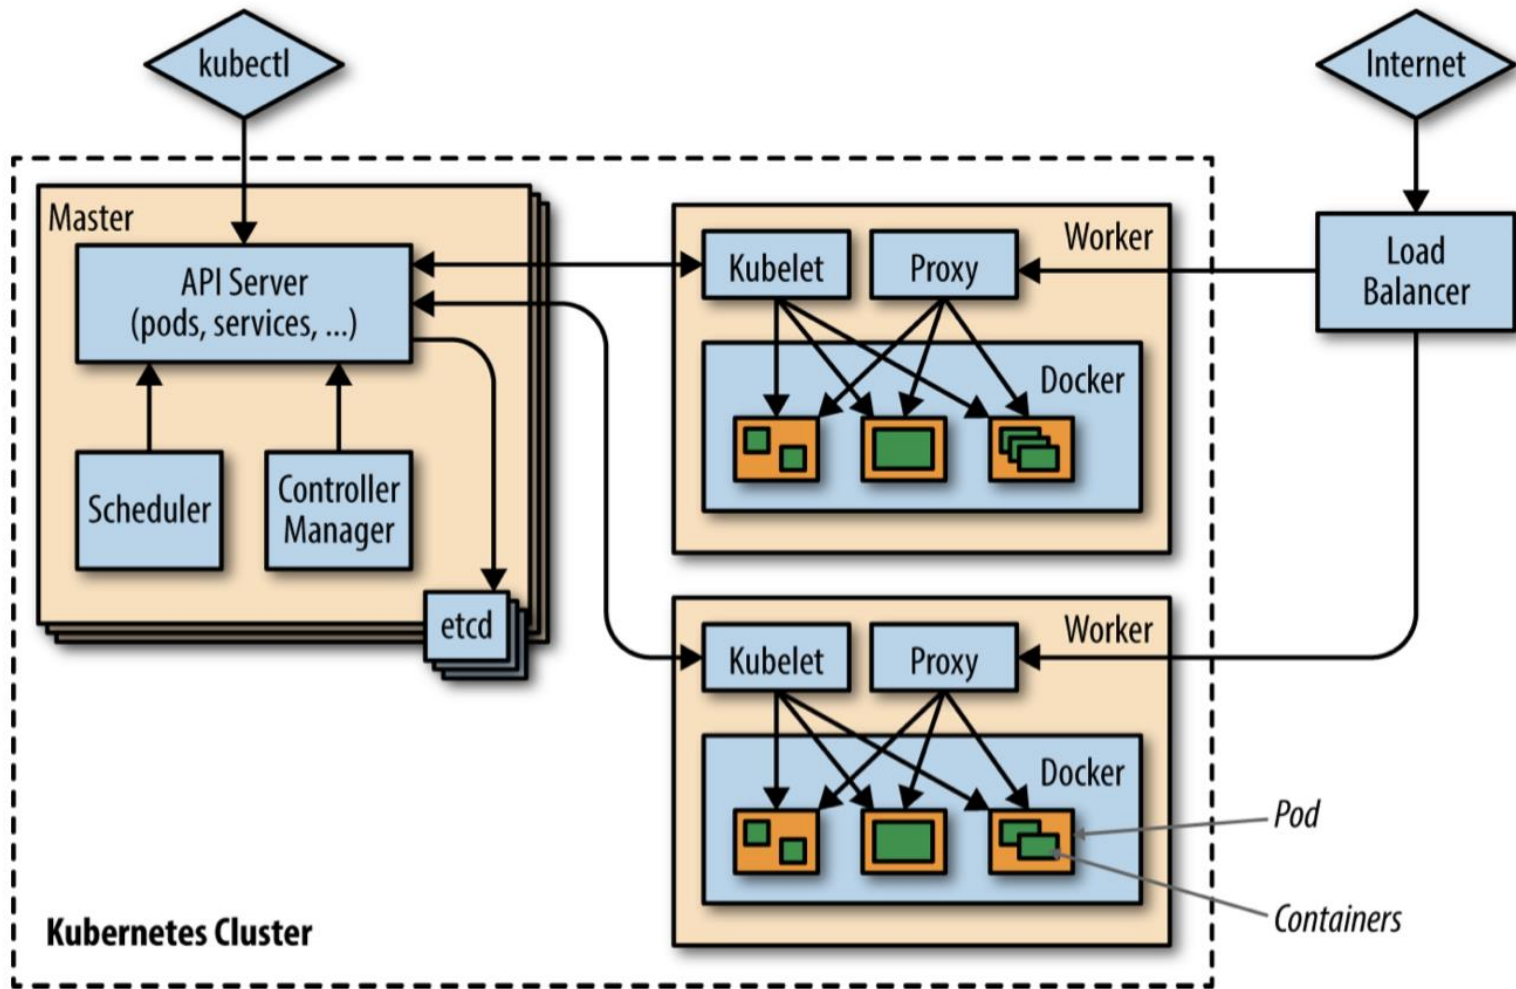 kubectl
Internet
Master
API Server
(pods, services, ...)
Scheduler
Controller
Manager
etcd
Worker
Kubelet
Proxy
Docker
Load
Balancer
Worker
Kubelet
Proxy
Docker
Pod
Containers
Kubernetes Cluster